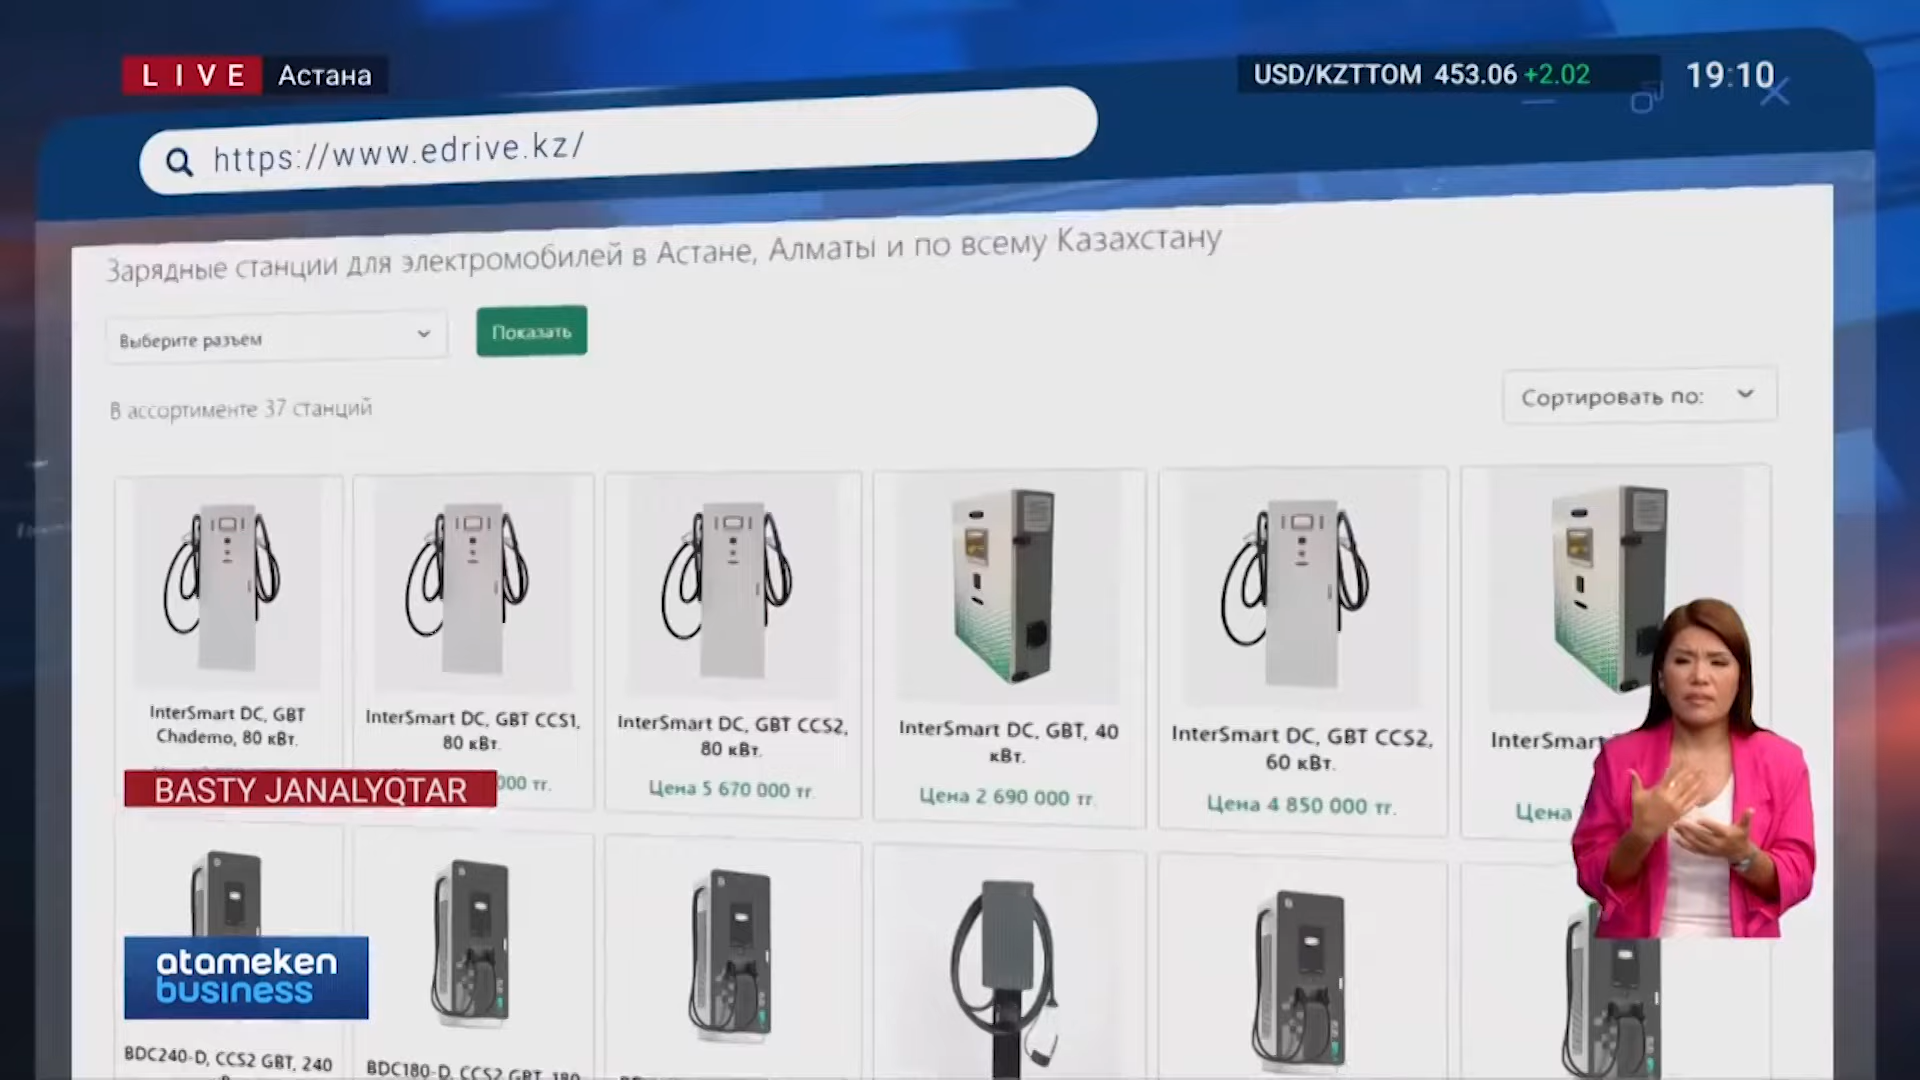 LIVE Астана
USD/KZTTOM 453.06 +2.02
19:10
https://www.edrive.kz/
Зарядные станции для электромобилей в Астане, Алматы и по всему Казахстану
Выберите разъем
Показать
В ассортименте 37 станций
Сортировать по:
InterSmart DC, GBT
Chademo, 80 кВт.
InterSmart DC, GBT CCS1,
80 кВт.
000 тг.
InterSmart DC, GBT CCS2,
80 кВт.
Цена 5 670 000 тг.
InterSmart DC, GBT, 40
кВт.
Цена 2 690 000 тг.
InterSmart DC, GBT CCS2,
60 кВт.
Цена 4 850 000 тг.
InterSmart
Цена
BASTY JANALYQTAR
atameken
business
BDC240-D, CCS2 GBT, 240
BDC180-D, CCS2 GBT, 180